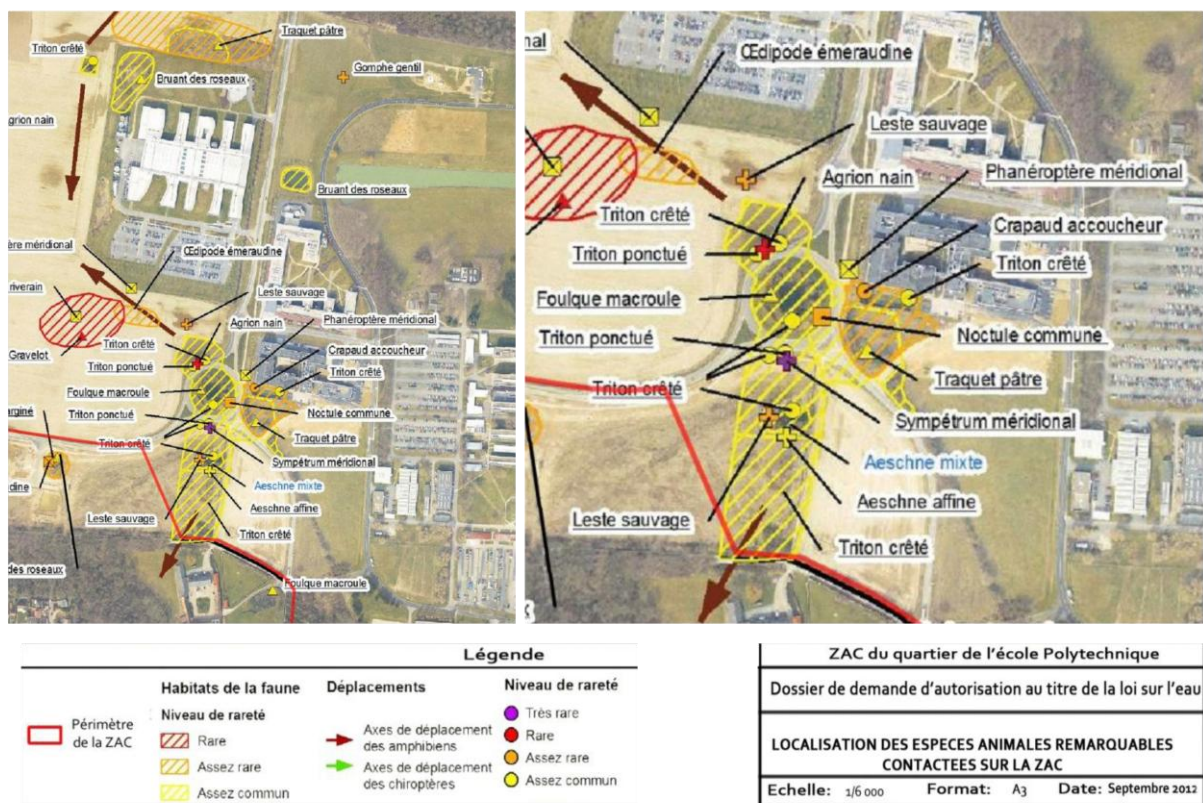 Traquet pâtre
Triton crêté
Bruant des roseaux
Gomphe gentil
agrion nain
Bruant des roseaux
ère méridional
Œdipode émeraudine
riverain
Leste sauvage
Agrion nain
Phanéroptère méridional
Gravelot
Triton crêté
Triton ponctué
Crapaud accoucheur
Triton crêté
Foulque macroule
arginé
Triton ponctué
Noctule commune
Traquet pâtre
Triton crêté
Sympétrum méridional
dine
Aeschne mixte
Leste sauvage
Aeschne affine
Triton crêté
des roseaux
Foulque macroule
nal
Œdipode émeraudine
Leste sauvage
Agrion nain
Phanéroptère méridional
Triton crêté
Crapaud accoucheur
Triton ponctué
Triton crêté
Foulque macroule
Noctule commune
Triton ponctué
Traquet pâtre
Triton crêté
Sympétrum méridional
Aeschne mixte
Aeschne affine
Leste sauvage
Triton crêté
Légende
Périmètre
de la ZAC
Habitats de la faune
Niveau de rareté
Rare
Assez rare
Assez commun
Déplacements
Axes de déplacement
des amphibiens
Axes de déplacement
des chiroptères
Niveau de rareté
Très rare
Rare
Assez rare
Assez commun
ZAC du quartier de l'école Polytechnique
Dossier de demande d'autorisation au titre de la loi sur l'eau
LOCALISATION DES ESPECES ANIMALES REMARQUABLES
CONTACTEES SUR LA ZAC
Echelle: 1/6 000 Format: A3 Date: Septembre 2012